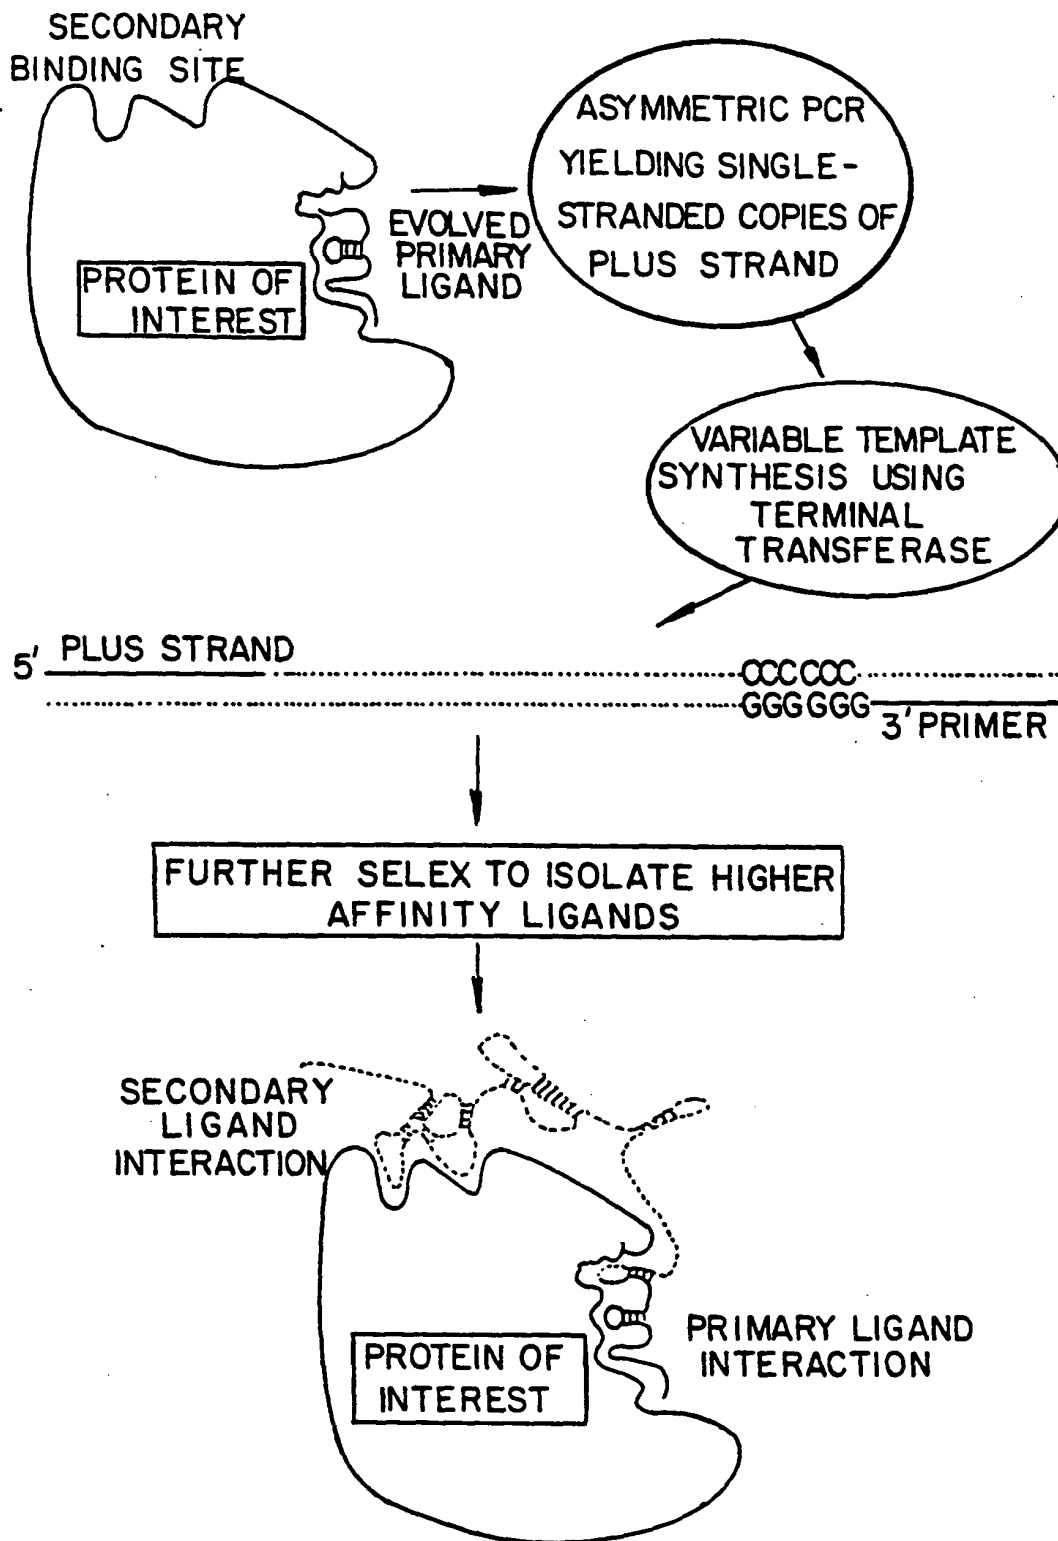 SECONDARY
BINDING SITE
ASYMMETRIC PCR
YIELDING SINGLE-
STRANDED COPIES OF
PLUS STRAND
EVOLVED
PRIMARY
LIGAND
PROTEIN OF
INTEREST
VARIABLE TEMPLATE
SYNTHESIS USING
TERMINAL
TRANSFERASE
5' PLUS STRAND
CCCCCC
GGGGGG
3' PRIMER
FURTHER SELEX TO ISOLATE HIGHER
AFFINITY LIGANDS
SECONDARY
LIGAND
INTERACTION
PROTEIN OF
INTEREST
PRIMARY LIGAND
INTERACTION